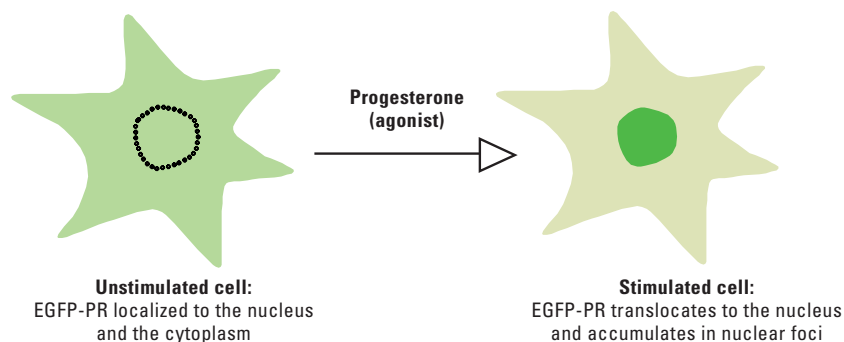 Progesterone
(agonist)
Unstimulated cell:
EGFP-PR localized to the nucleus
and the cytoplasm
Stimulated cell:
EGFP-PR translocates to the nucleus
and accumulates in nuclear foci